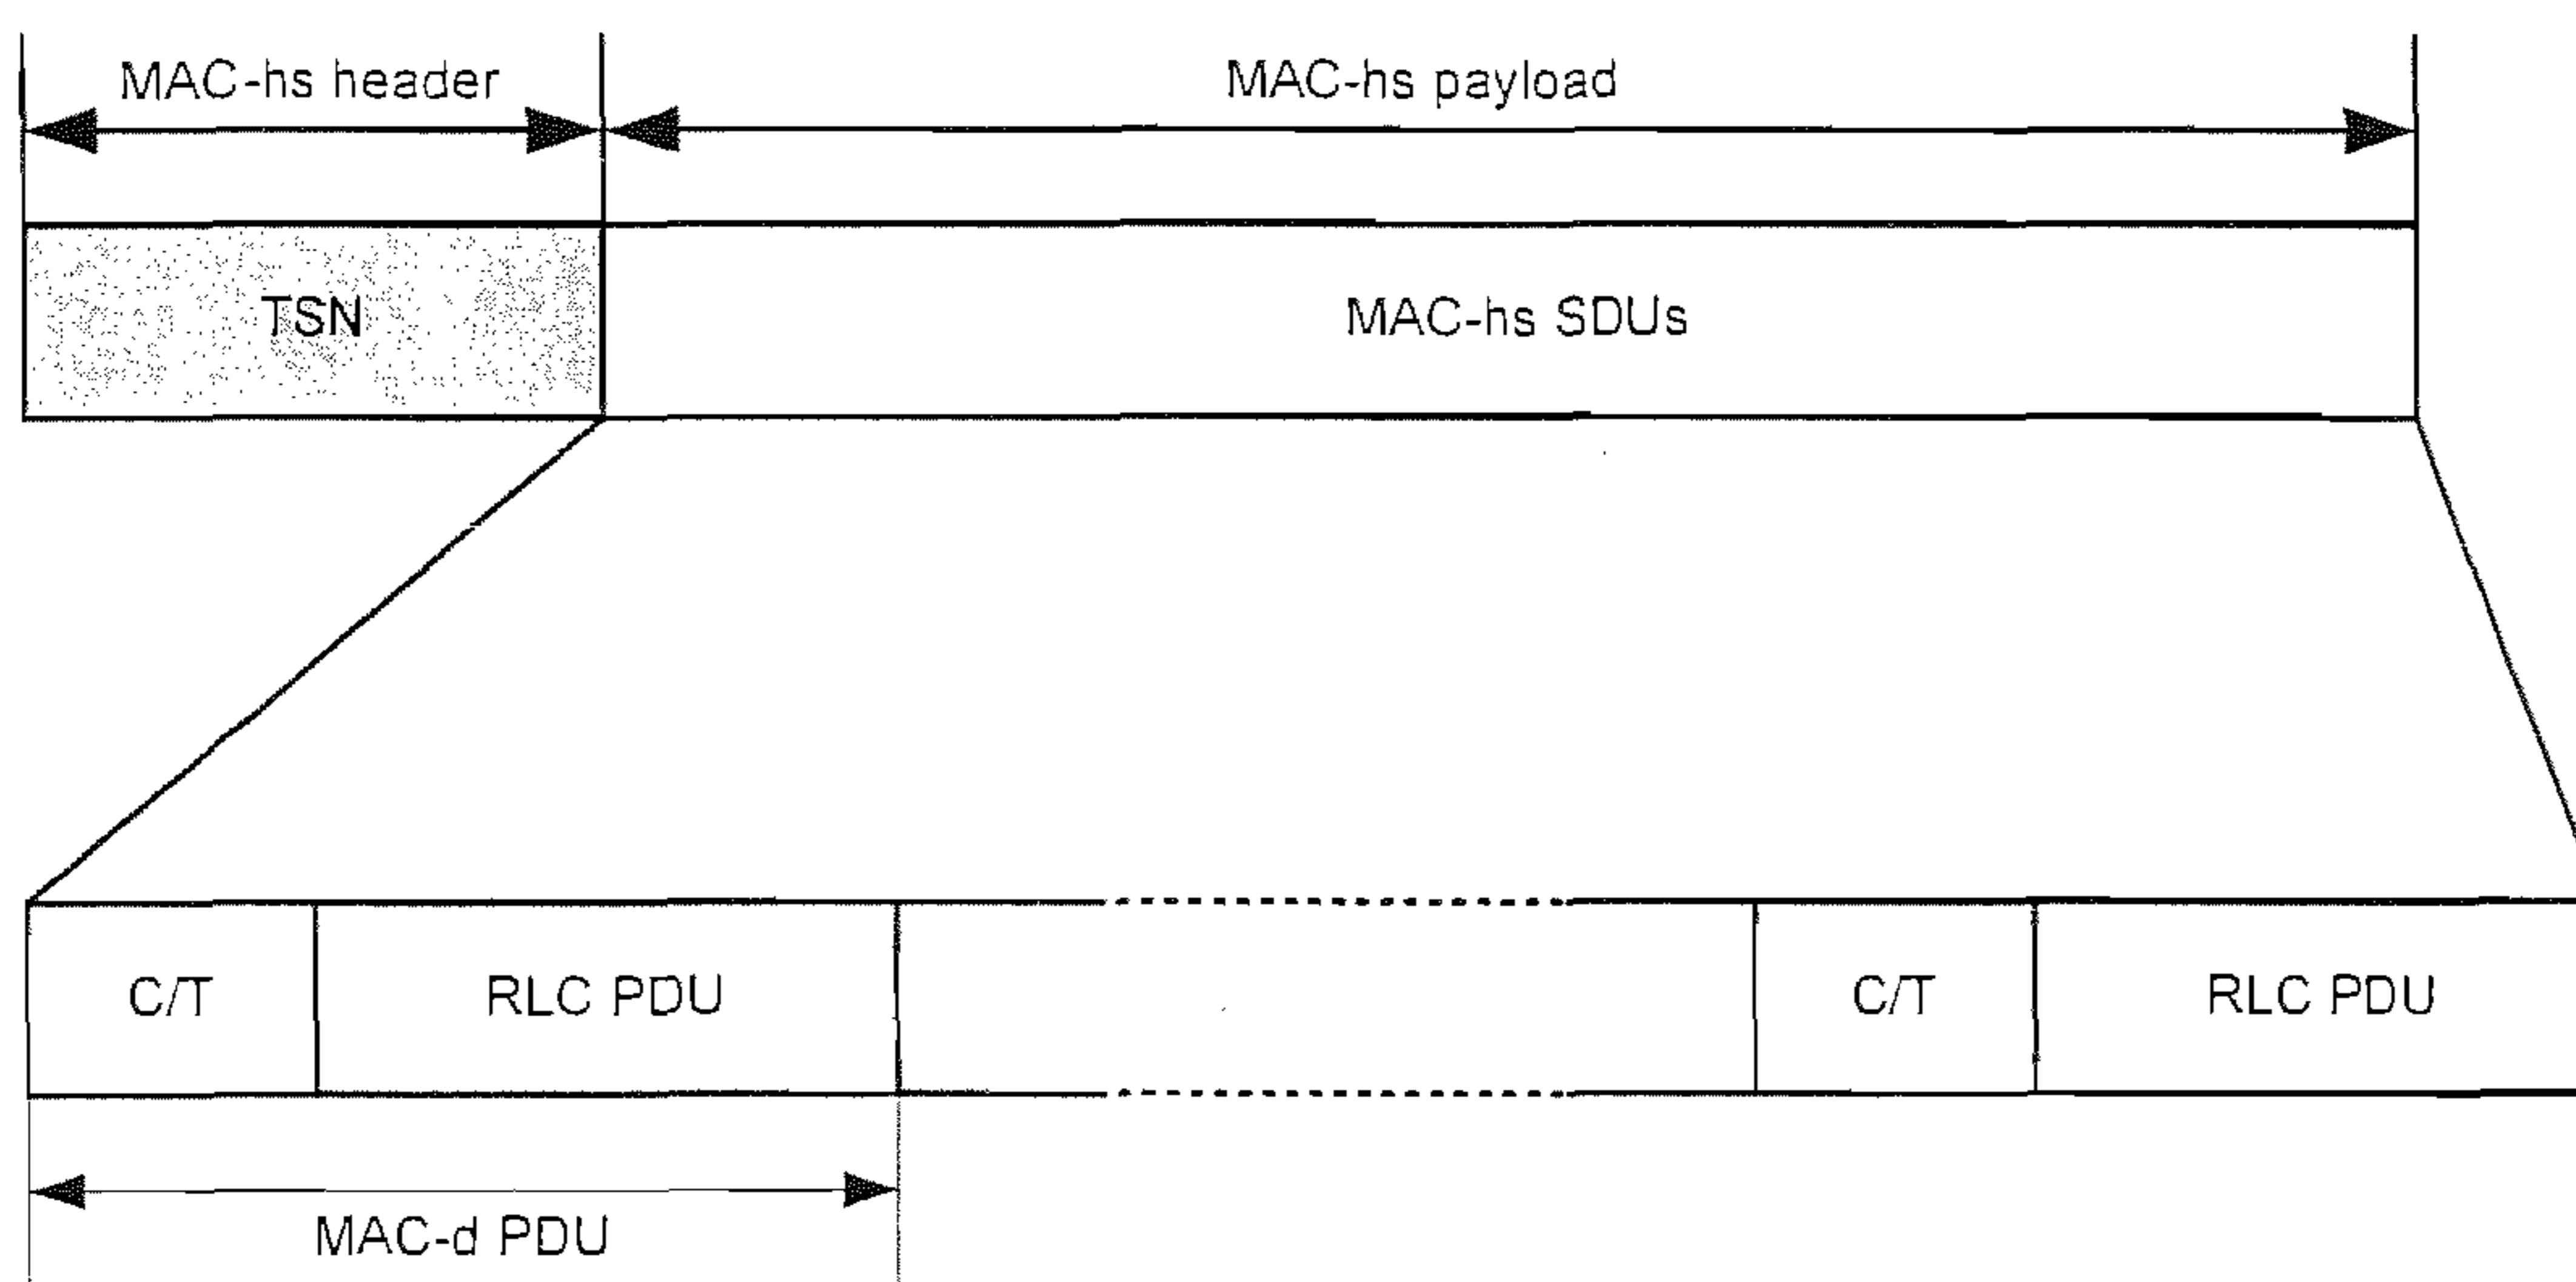 MAC-hs header
MAC-hs payload
TSN
MAC-hs SDUs
C/T
RLC PDU
C/T
RLC PDU
MAC-d PDU